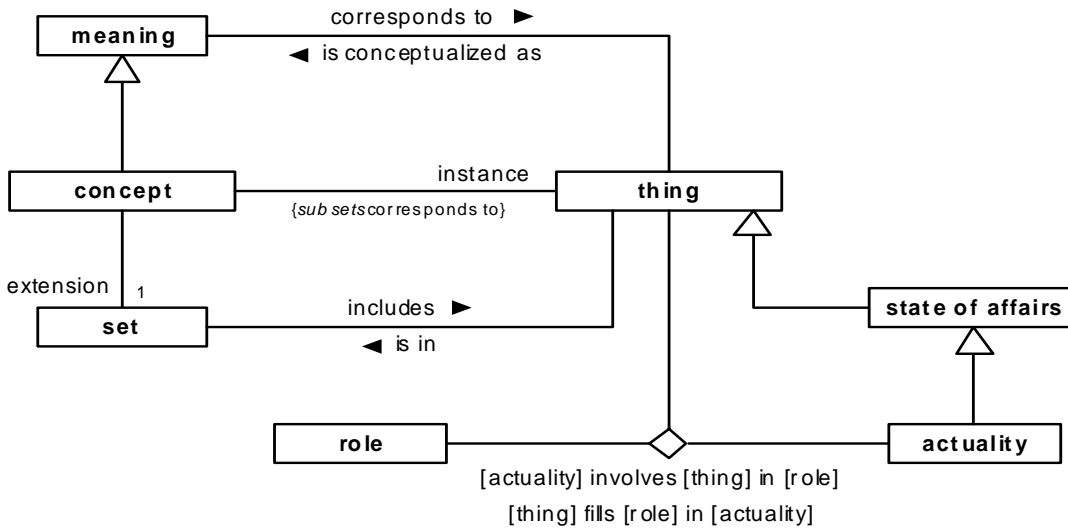 corresponds to ►
meaning
◄ is conceptualized as
instance
concept
thing
{subsets corresponds to}
extension
1
includes ►
state of affairs
set
◄ is in
role
actuality
[actuality] involves [thing] in [role]
[thing] fills [role] in [actuality]